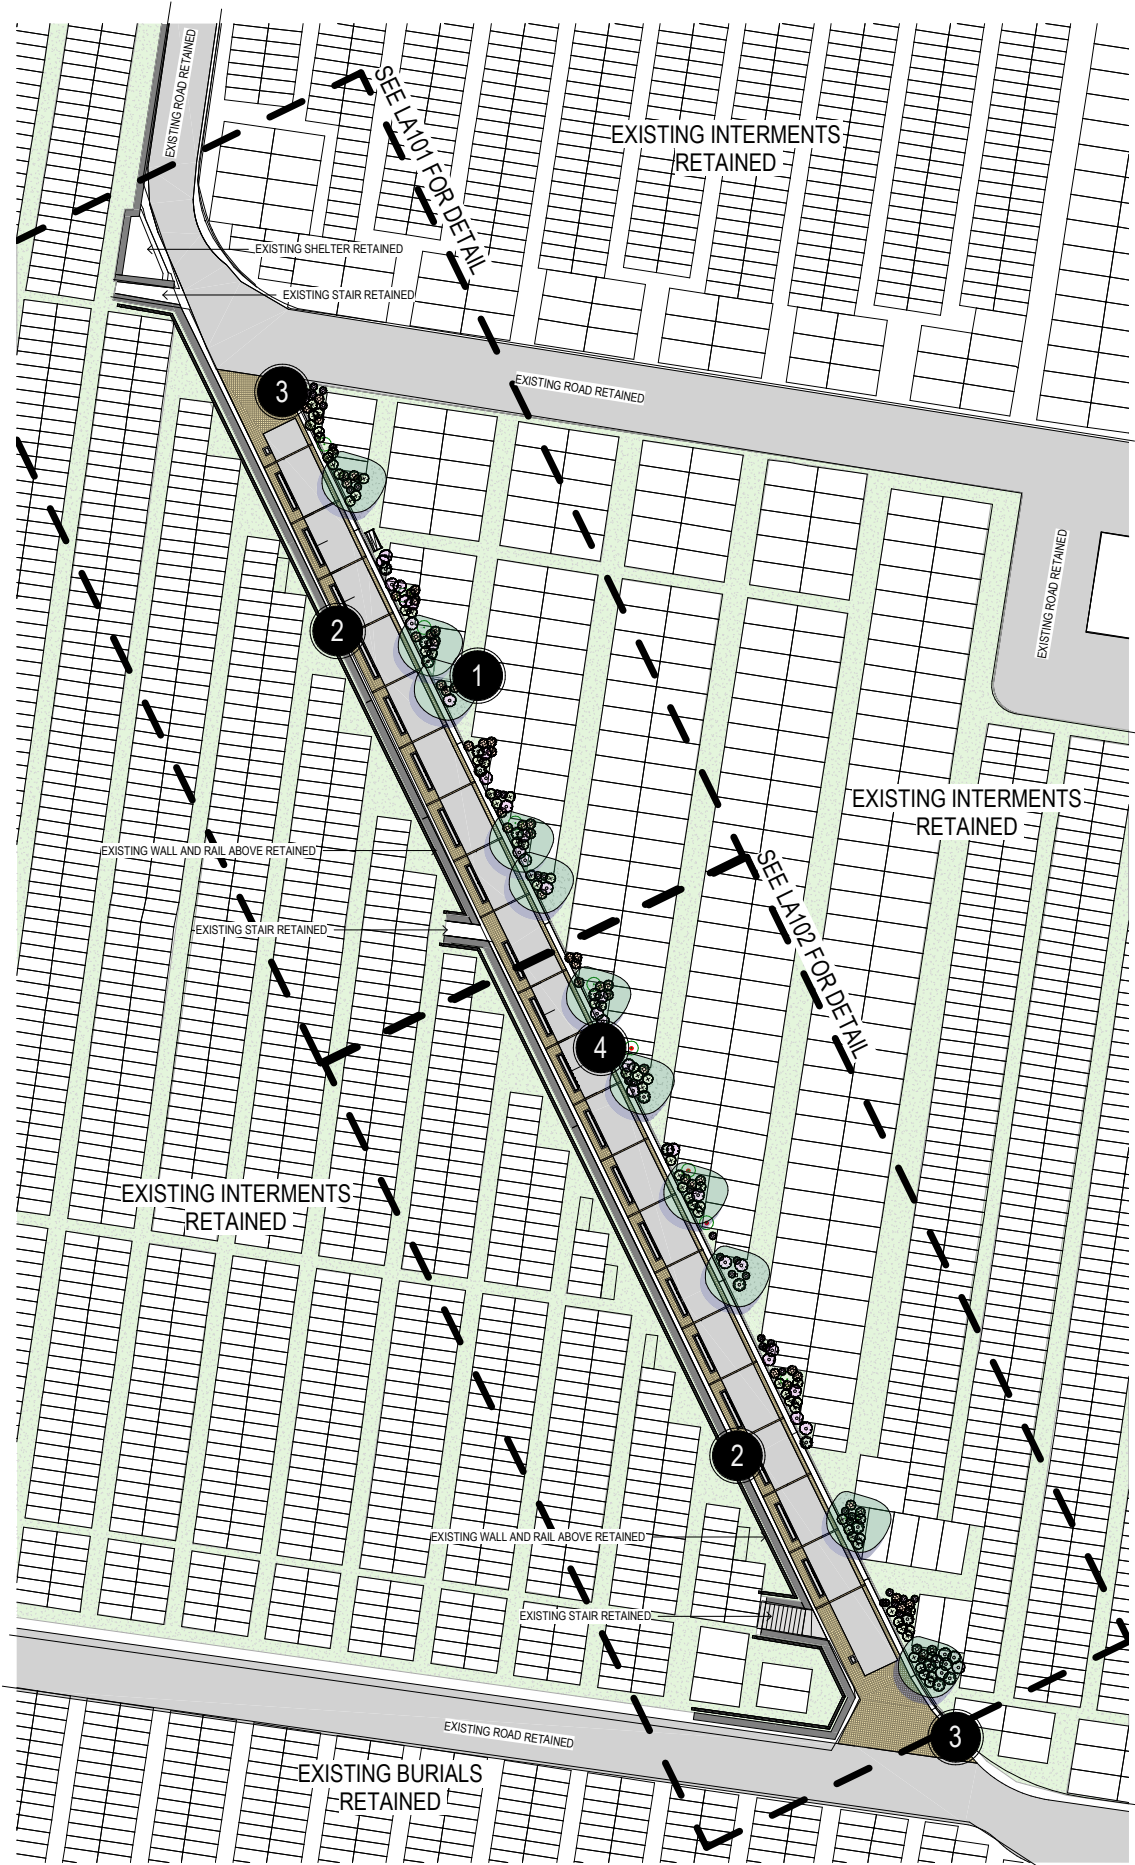 EXISTING ROAD RETAINED
SEE LA101 FOR DETAIL
EXISTING INTERMENTS
RETAINED
EXISTING SHELTER RETAINED
EXISTING STAIR RETAINED
EXISTING ROAD RETAINED
3
EXISTING ROAD RETAINED
2
1
EXISTING INTERMENTS
RETAINED
EXISTING WALL AND RAIL ABOVE RETAINED
SEE LA102 FOR DETAIL
EXISTING STAIR RETAINED
4
EXISTING INTERMENTS
RETAINED
2
EXISTING WALL AND RAIL ABOVE RETAINED
EXISTING STAIR RETAINED
EXISTING ROAD RETAINED
3
EXISTING BURIALS
RETAINED